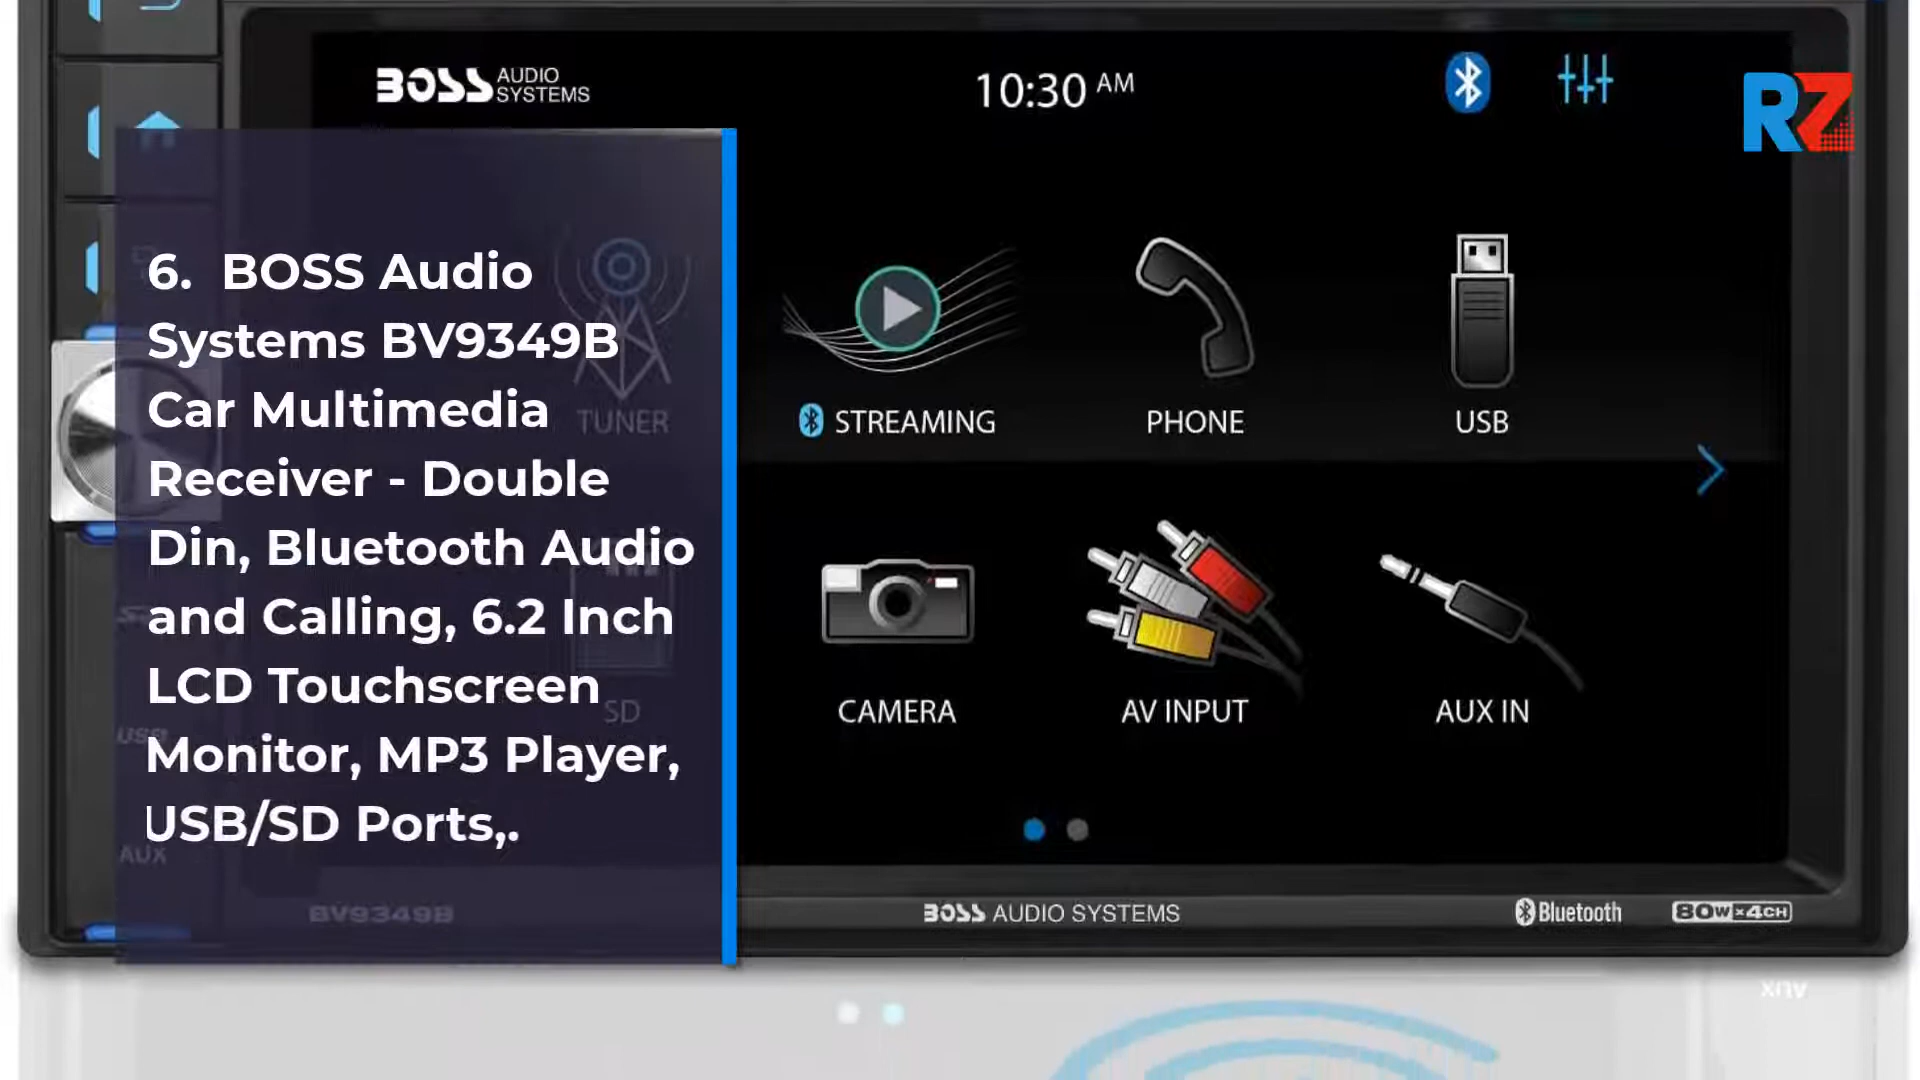 BOSS AUDIO SYSTEMS
10:30 AM
RZ
6. BOSS Audio
Systems BV9349B
Car Multimedia
Receiver - Double
Din, Bluetooth Audio
and Calling, 6.2 Inch
LCD Touchscreen
Monitor, MP3 Player,
USB/SD Ports,.
TUNER
STREAMING
PHONE
USB
SD
CAMERA
AV INPUT
AUX IN
USB
AUX
BV9349B
BOSS AUDIO SYSTEMS
Bluetooth
80W×4CH
AUX